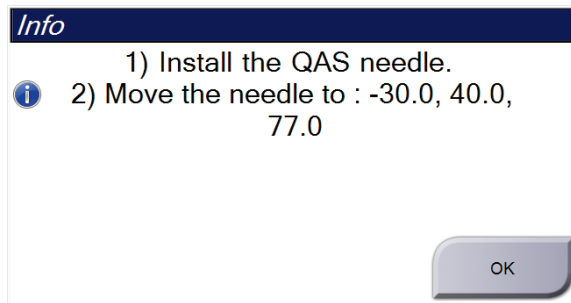 Info
1) Install the QAS needle.
2) Move the needle to : -30.0, 40.0,
77.0
OK